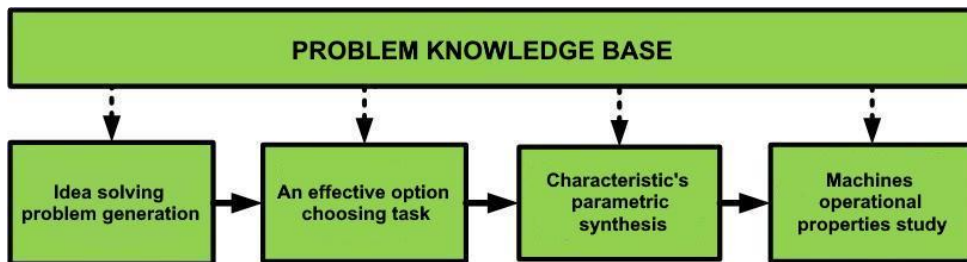 PROBLEM KNOWLEDGE BASE
Idea solving
problem generation
An effective option
choosing task
Characteristic's
parametric
synthesis
Machines
operational
properties study